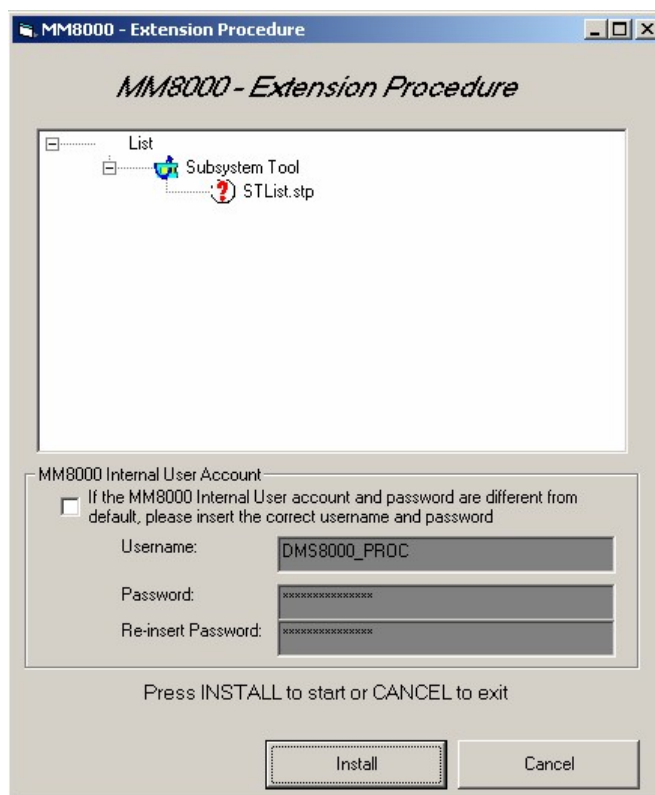 MM8000 - Extension Procedure
MM8000 - Extension Procedure
List
Subsystem Tool
STList.stp
MM8000 Internal User Account
If the MM8000 Internal User account and password are different from
default, please insert the correct username and password
Username:
DMS8000_PROC
Password:
***************
Re-insert Password:
***************
Press INSTALL to start or CANCEL to exit
Install
Cancel